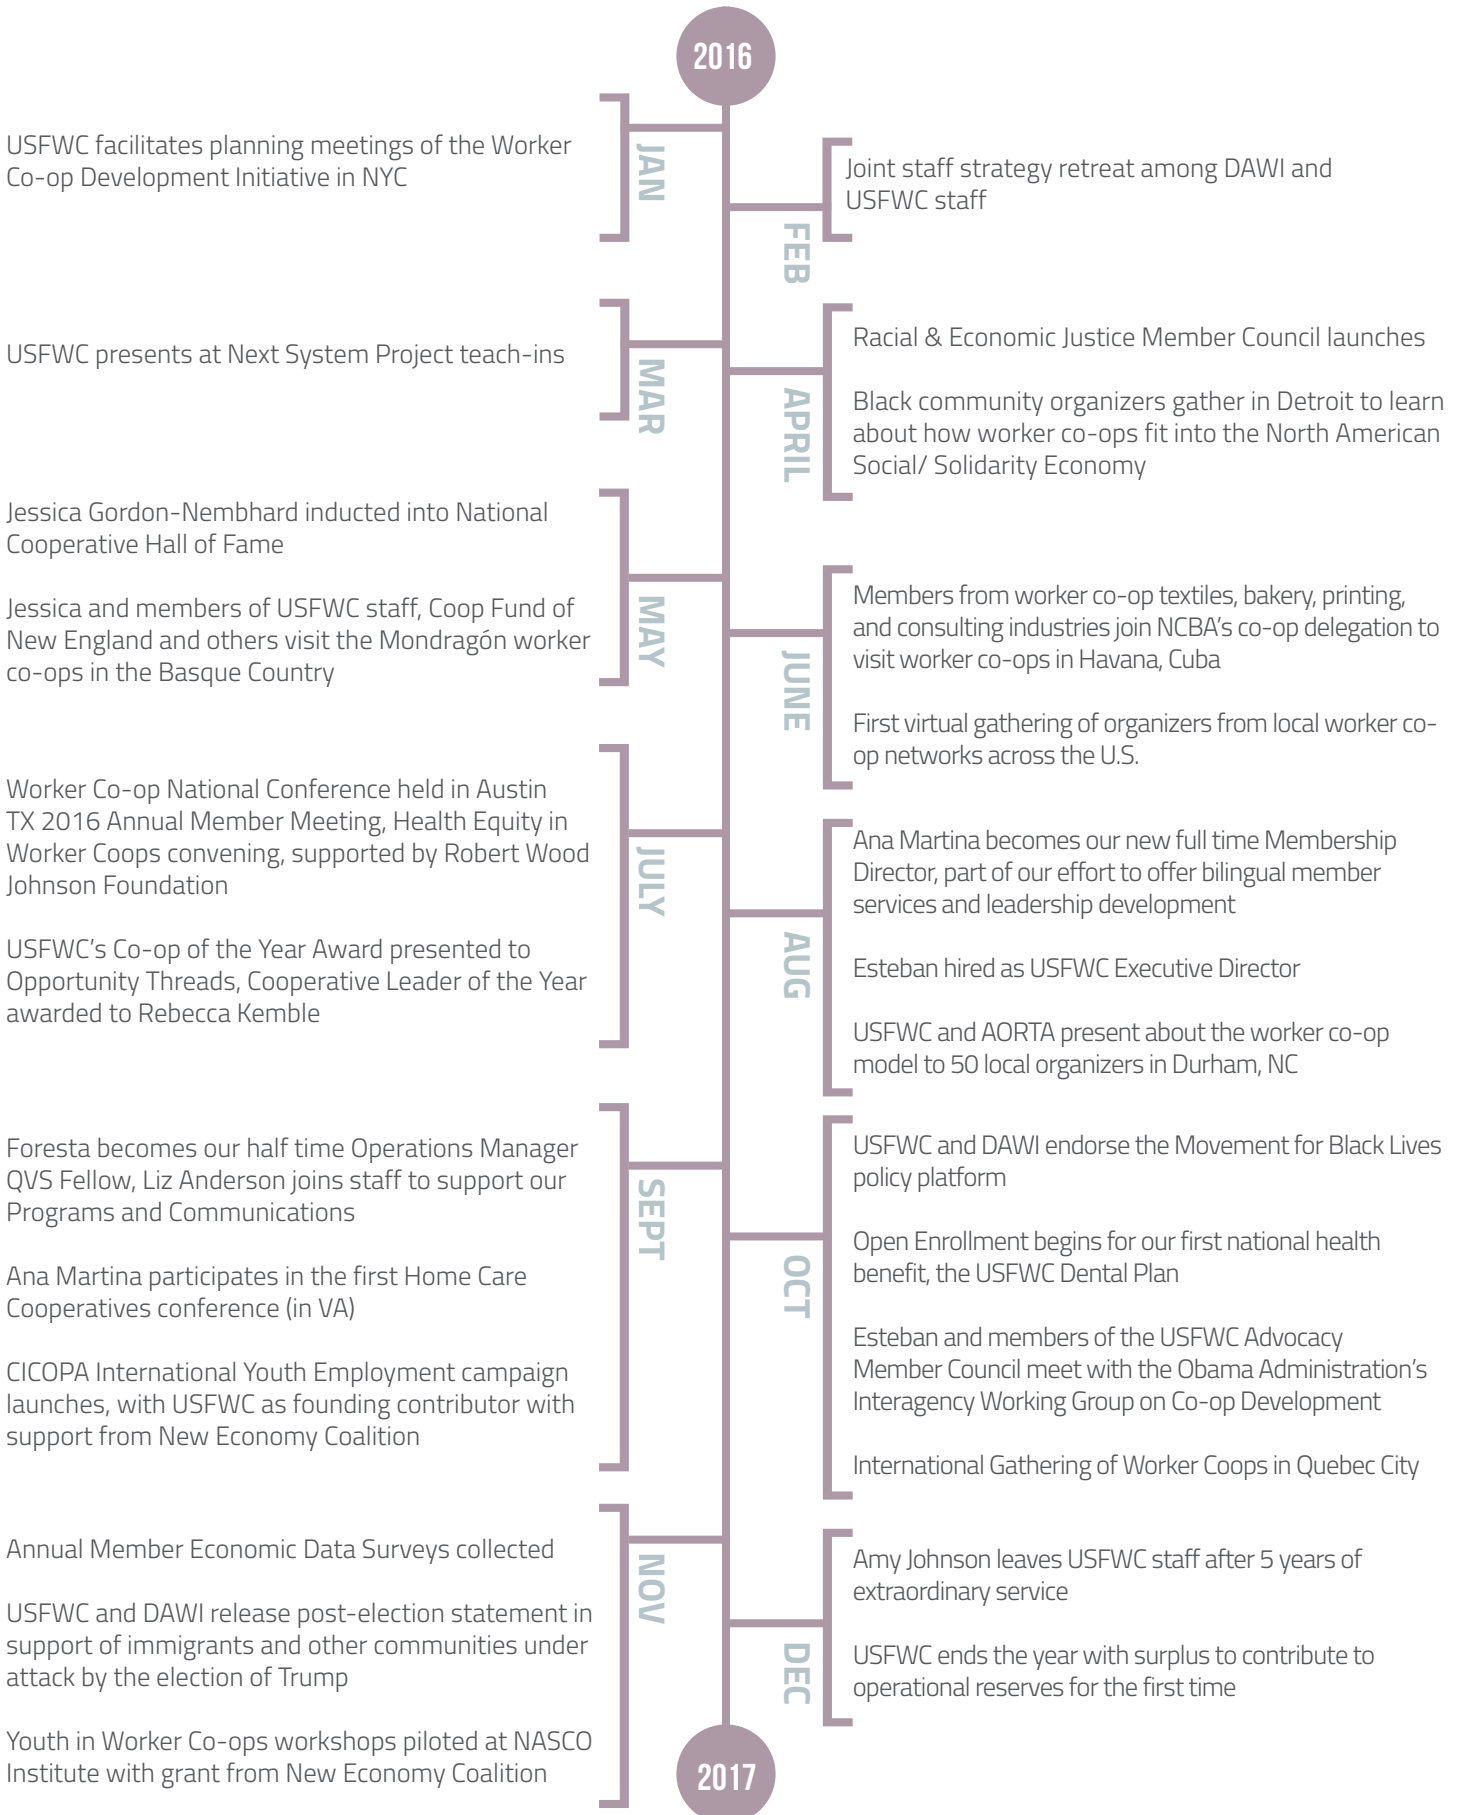 2016
JAN
USFWC facilitates planning meetings of the Worker
Co-op Development Initiative in NYC
FEB
Joint staff strategy retreat among DAWI and
USFWC staff
MAR
USFWC presents at Next System Project teach-ins
APRIL
Racial & Economic Justice Member Council launches
Black community organizers gather in Detroit to learn
about how worker co-ops fit into the North American
Social/ Solidarity Economy
MAY
Jessica Gordon-Nembhard inducted into National
Cooperative Hall of Fame
Jessica and members of USFWC staff, Coop Fund of
New England and others visit the Mondragón worker
co-ops in the Basque Country
JUNE
Members from worker co-op textiles, bakery, printing,
and consulting industries join NCBA’s co-op delegation to
visit worker co-ops in Havana, Cuba
First virtual gathering of organizers from local worker co-
op networks across the U.S.
JULY
Worker Co-op National Conference held in Austin
TX 2016 Annual Member Meeting, Health Equity in
Worker Coops convening, supported by Robert Wood
Johnson Foundation
USFWC’s Co-op of the Year Award presented to
Opportunity Threads, Cooperative Leader of the Year
awarded to Rebecca Kemble
AUG
Ana Martina becomes our new full time Membership
Director, part of our effort to offer bilingual member
services and leadership development
Esteban hired as USFWC Executive Director
USFWC and AORTA present about the worker co-op
model to 50 local organizers in Durham, NC
SEPT
Foresta becomes our half time Operations Manager
QVS Fellow, Liz Anderson joins staff to support our
Programs and Communications
Ana Martina participates in the first Home Care
Cooperatives conference (in VA)
CICOPA International Youth Employment campaign
launches, with USFWC as founding contributor with
support from New Economy Coalition
OCT
USFWC and DAWI endorse the Movement for Black Lives
policy platform
Open Enrollment begins for our first national health
benefit, the USFWC Dental Plan
Esteban and members of the USFWC Advocacy
Member Council meet with the Obama Administration’s
Interagency Working Group on Co-op Development
International Gathering of Worker Coops in Quebec City
NOV
Annual Member Economic Data Surveys collected
USFWC and DAWI release post-election statement in
support of immigrants and other communities under
attack by the election of Trump
Youth in Worker Co-ops workshops piloted at NASCO
Institute with grant from New Economy Coalition
DEC
Amy Johnson leaves USFWC staff after 5 years of
extraordinary service
USFWC ends the year with surplus to contribute to
operational reserves for the first time
2017